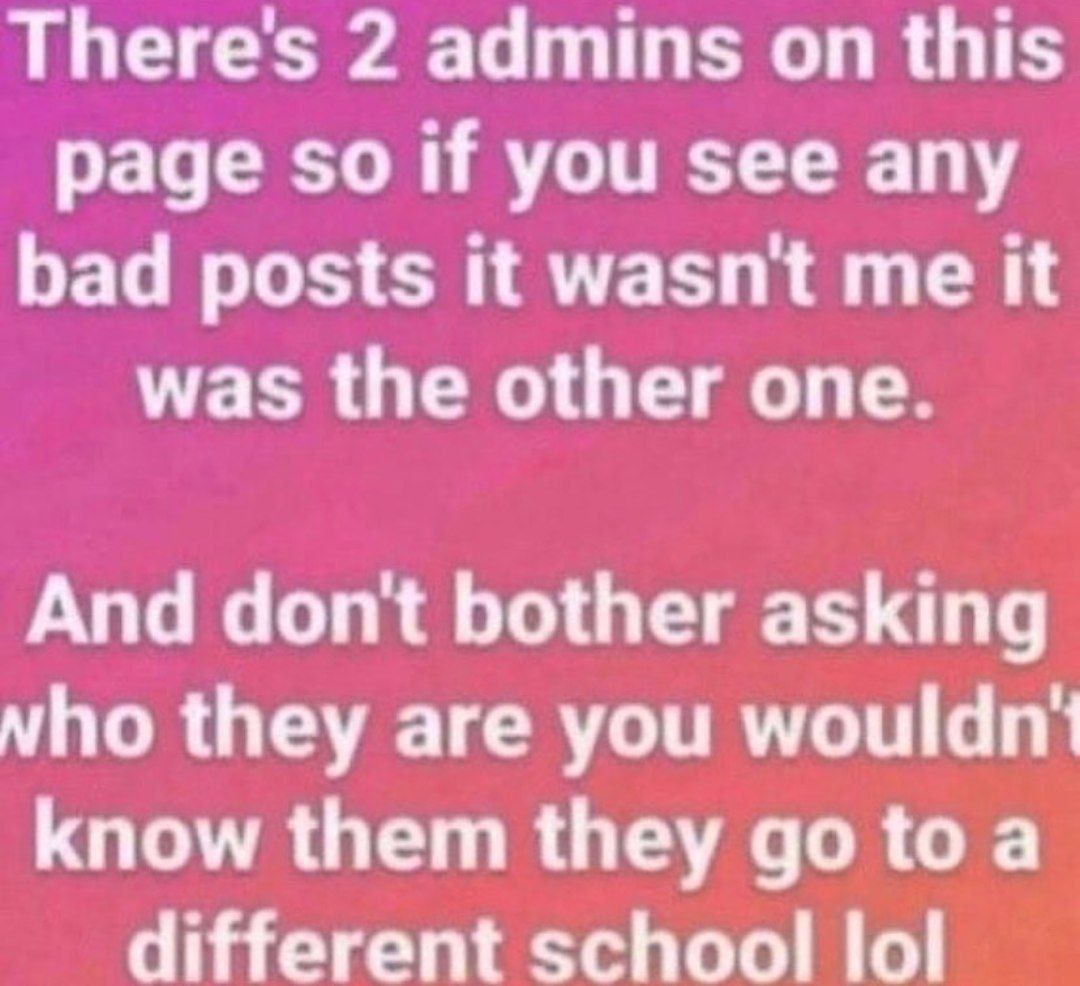 There's 2 admins on this
page so if you see any
bad posts it wasn't me it
was the other one.
And don't bother asking
who they are you wouldn't
know them they go to a
different school lol